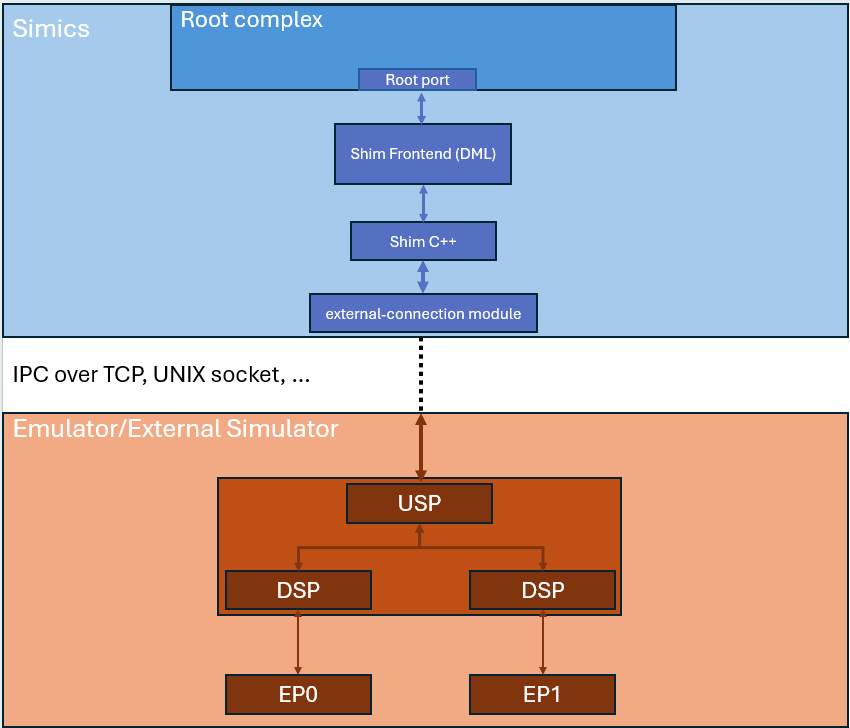 Simics
Root complex
Root port
Shim Frontend (DML)
Shim C++
external-connection module
IPC over TCP, UNIX socket, ...
Emulator/External Simulator
USP
DSP
DSP
EP0
EP1